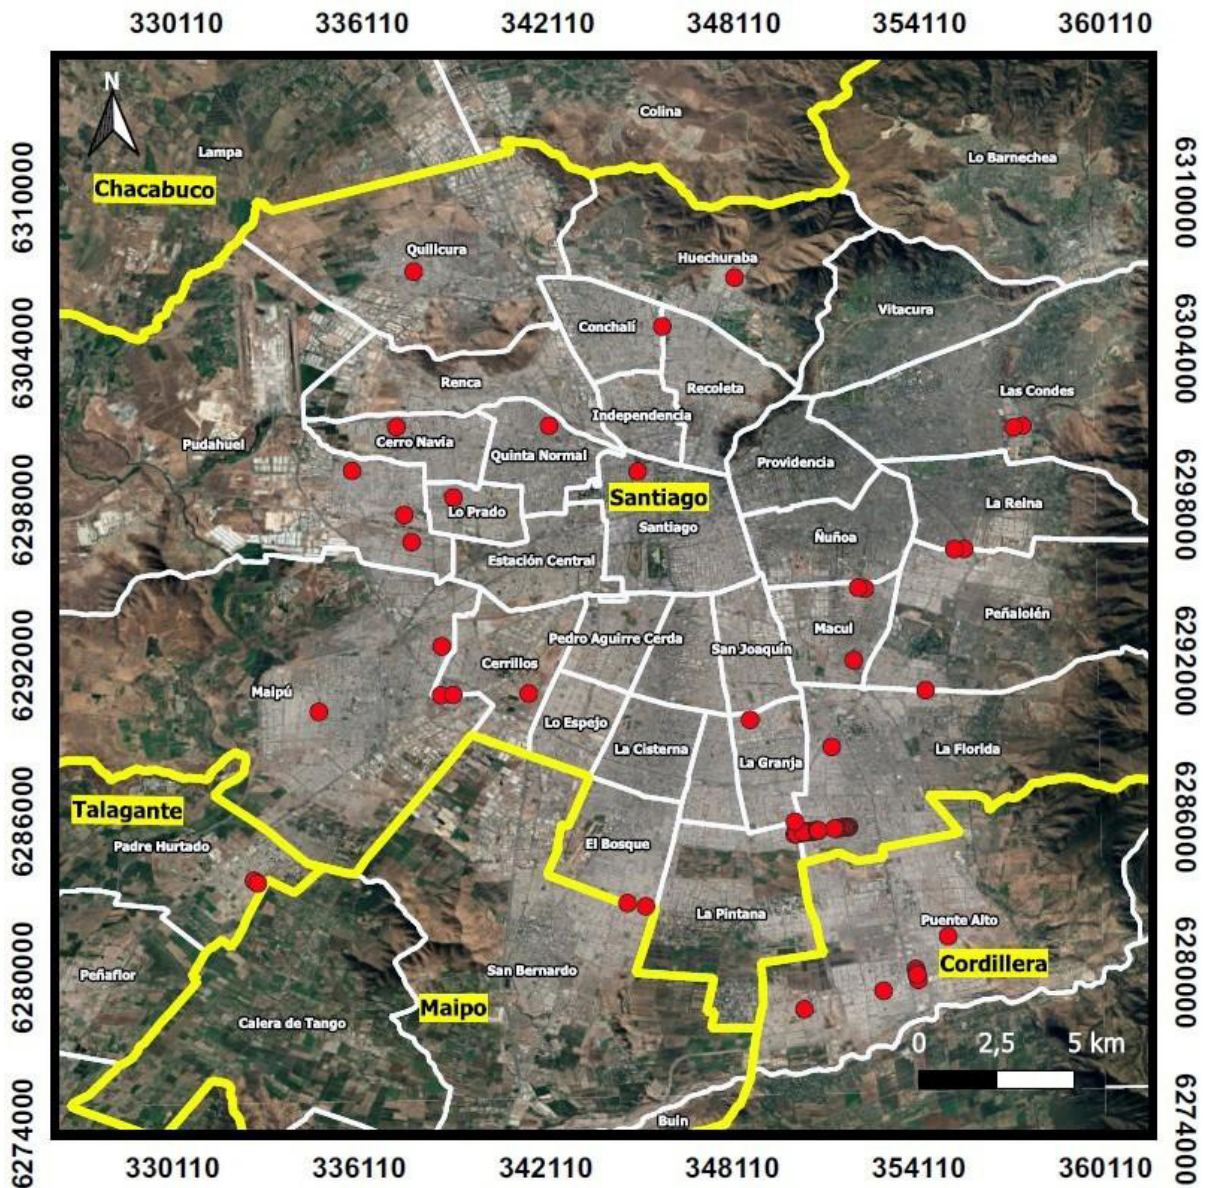 330110 336110 342110 348110 354110 360110
N
Colina
Lampa
Lo Barnechea
Chacabuco
6310000
6310000
Quilicura
Huechuraba
Vitacura
Conchalí
6304000
6304000
Renca
Recoleta
Las Condes
Independencia
Pudahuel
Cerro Navia
Quinta Normal
Providencia
Santiago
La Reina
6298000
6298000
Lo Prado
Santiago
Ñuñoa
Estación Central
Peñalolén
Macul
Pedro Aguirre Cerda
San Joaquín
Cerrillos
6292000
6292000
Maipú
Lo Espejo
La Cisterna
La Florida
La Granja
Talagante
6286000
6286000
Padre Hurtado
El Bosque
La Pintana
Puente Alto
Cordillera
San Bernardo
Peñaflor
6280000
6280000
Maipo
Calera de Tango
0 2,5 5 km
Buin
6274000
6274000
330110 336110 342110 348110 354110 360110